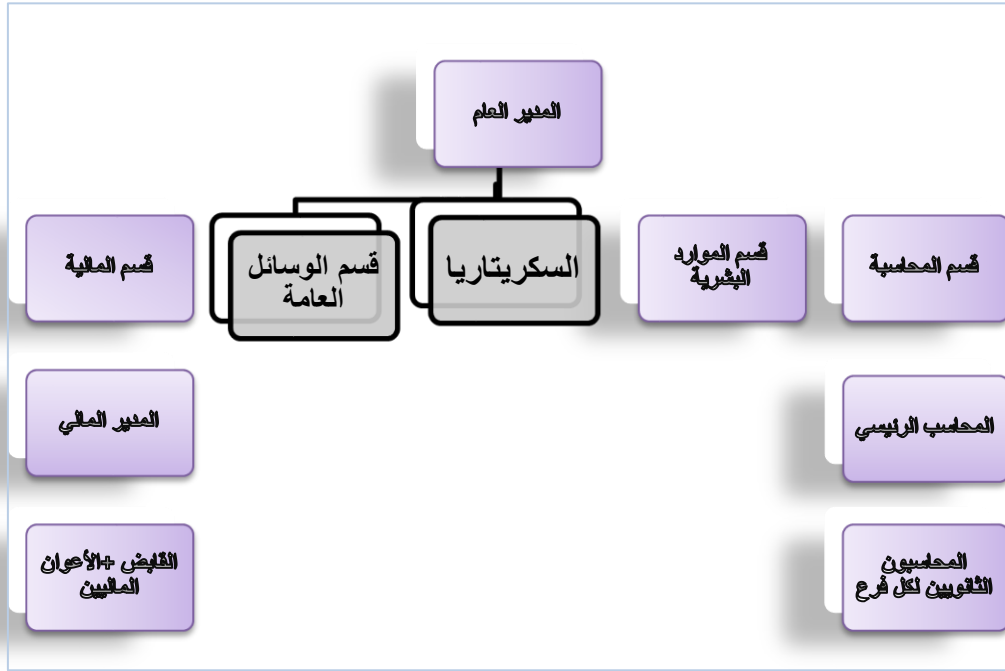 المدير العام
قسم المحاسبة
قسم الموارد
البشرية
السكريتاريا
قسم الوسائل
العامة
قسم المالية
المحاسب الرئيسي
المدير المالي
المحاسبون
الثانويين لكل فرع
القابض +الأعوان
الماليين